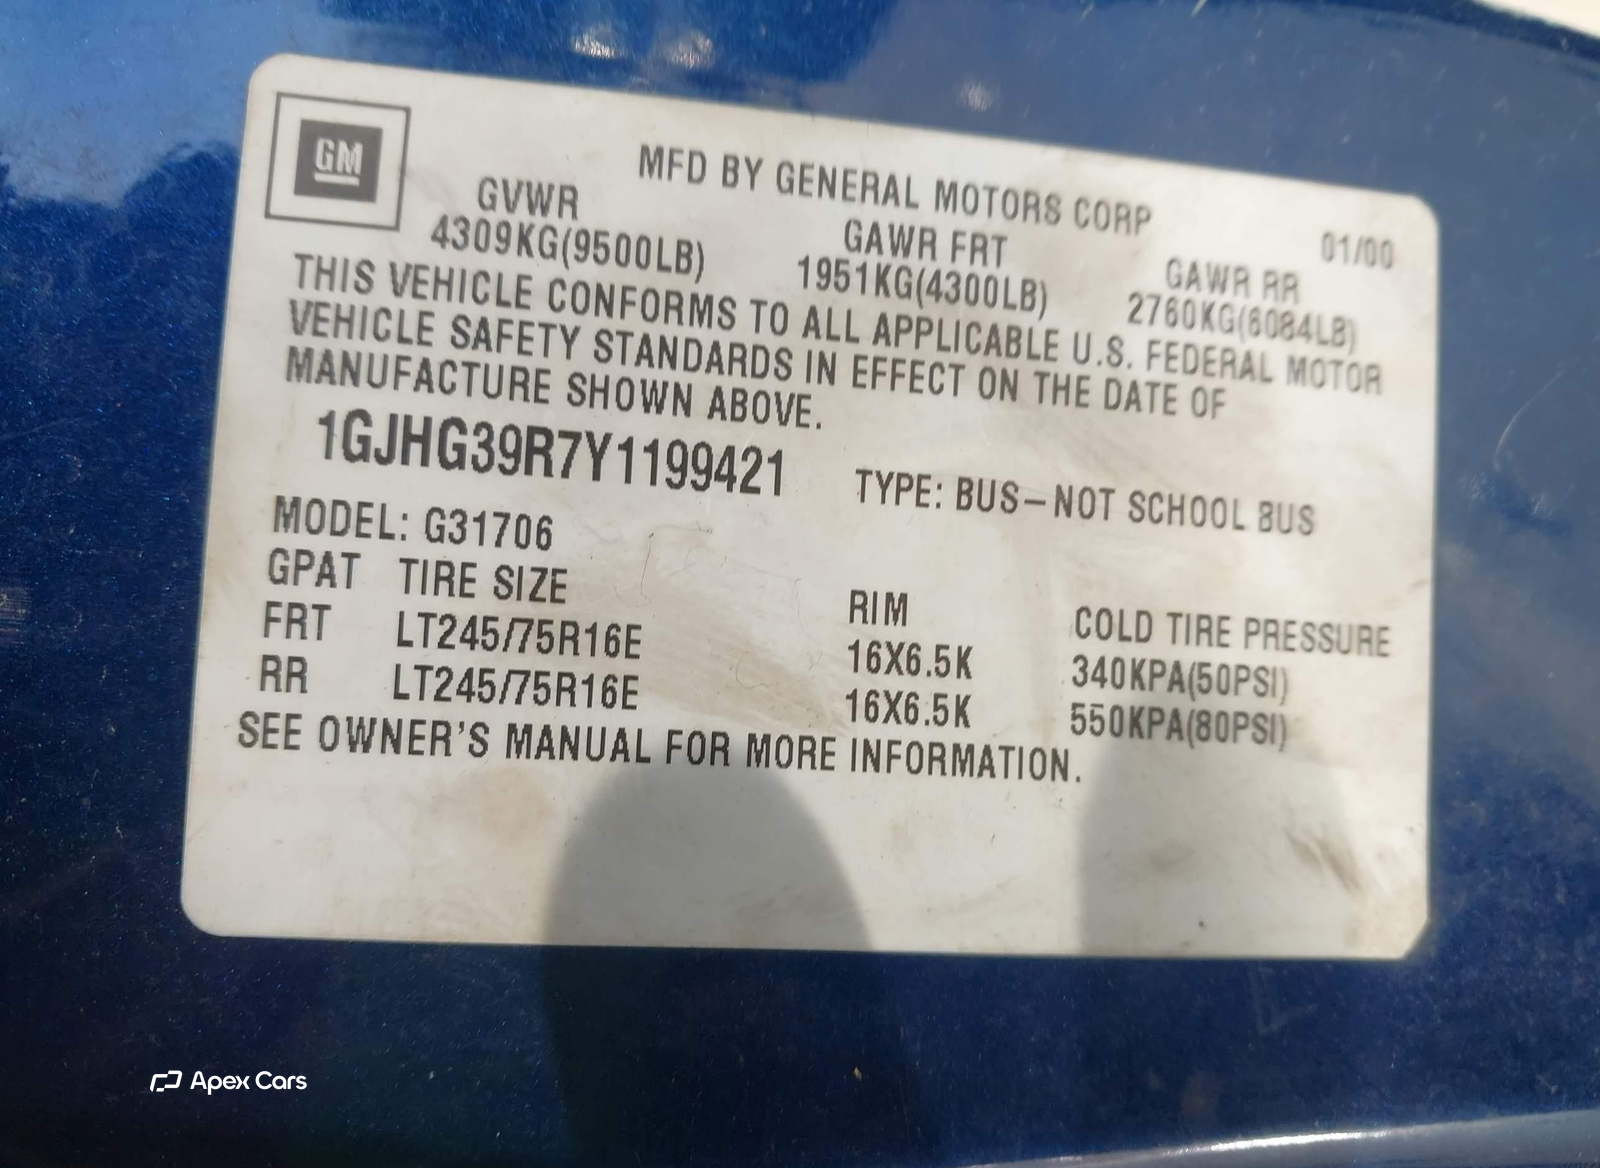 GM
MFD BY GENERAL MOTORS CORP 01/00
GVWR GAWR FRT GAWR RR
4309KG(9500LB) 1951KG(4300LB) 2760KG(6084LB)
THIS VEHICLE CONFORMS TO ALL APPLICABLE U.S. FEDERAL MOTOR
VEHICLE SAFETY STANDARDS IN EFFECT ON THE DATE OF
MANUFACTURE SHOWN ABOVE.
1GJHG39R7Y1199421 TYPE: BUS-NOT SCHOOL BUS
MODEL: G31706
GPAT TIRE SIZE RIM COLD TIRE PRESSURE
FRT LT245/75R16E 16X6.5K 340KPA(50PSI)
RR LT245/75R16E 16X6.5K 550KPA(80PSI)
SEE OWNER'S MANUAL FOR MORE INFORMATION.
Apex Cars